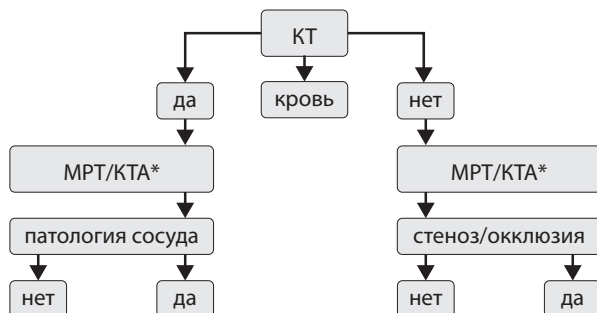 КТ
да
кровь
нет
МРТ/КТА*
МРТ/КТА*
патология сосуда
стеноз/окклюзия
нет
да
нет
да